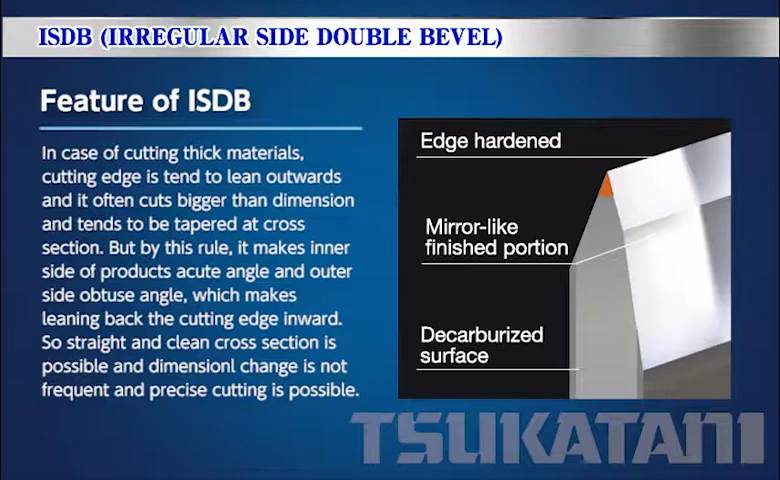 ISDB (IRREGULAR SIDE DOUBLE BEVEL)
Feature of ISDB
In case of cutting thick materials,
cutting edge is tend to lean outwards
and it often cuts bigger than dimension
and tends to be tapered at cross
section. But by this rule, it makes inner
side of products acute angle and outer
side obtuse angle, which makes
leaning back the cutting edge inward.
So straight and clean cross section is
possible and dimensionl change is not
frequent and precise cutting is possible.
Edge hardened
Mirror-like
finished portion
Decarburized
surface
TSUKATANI